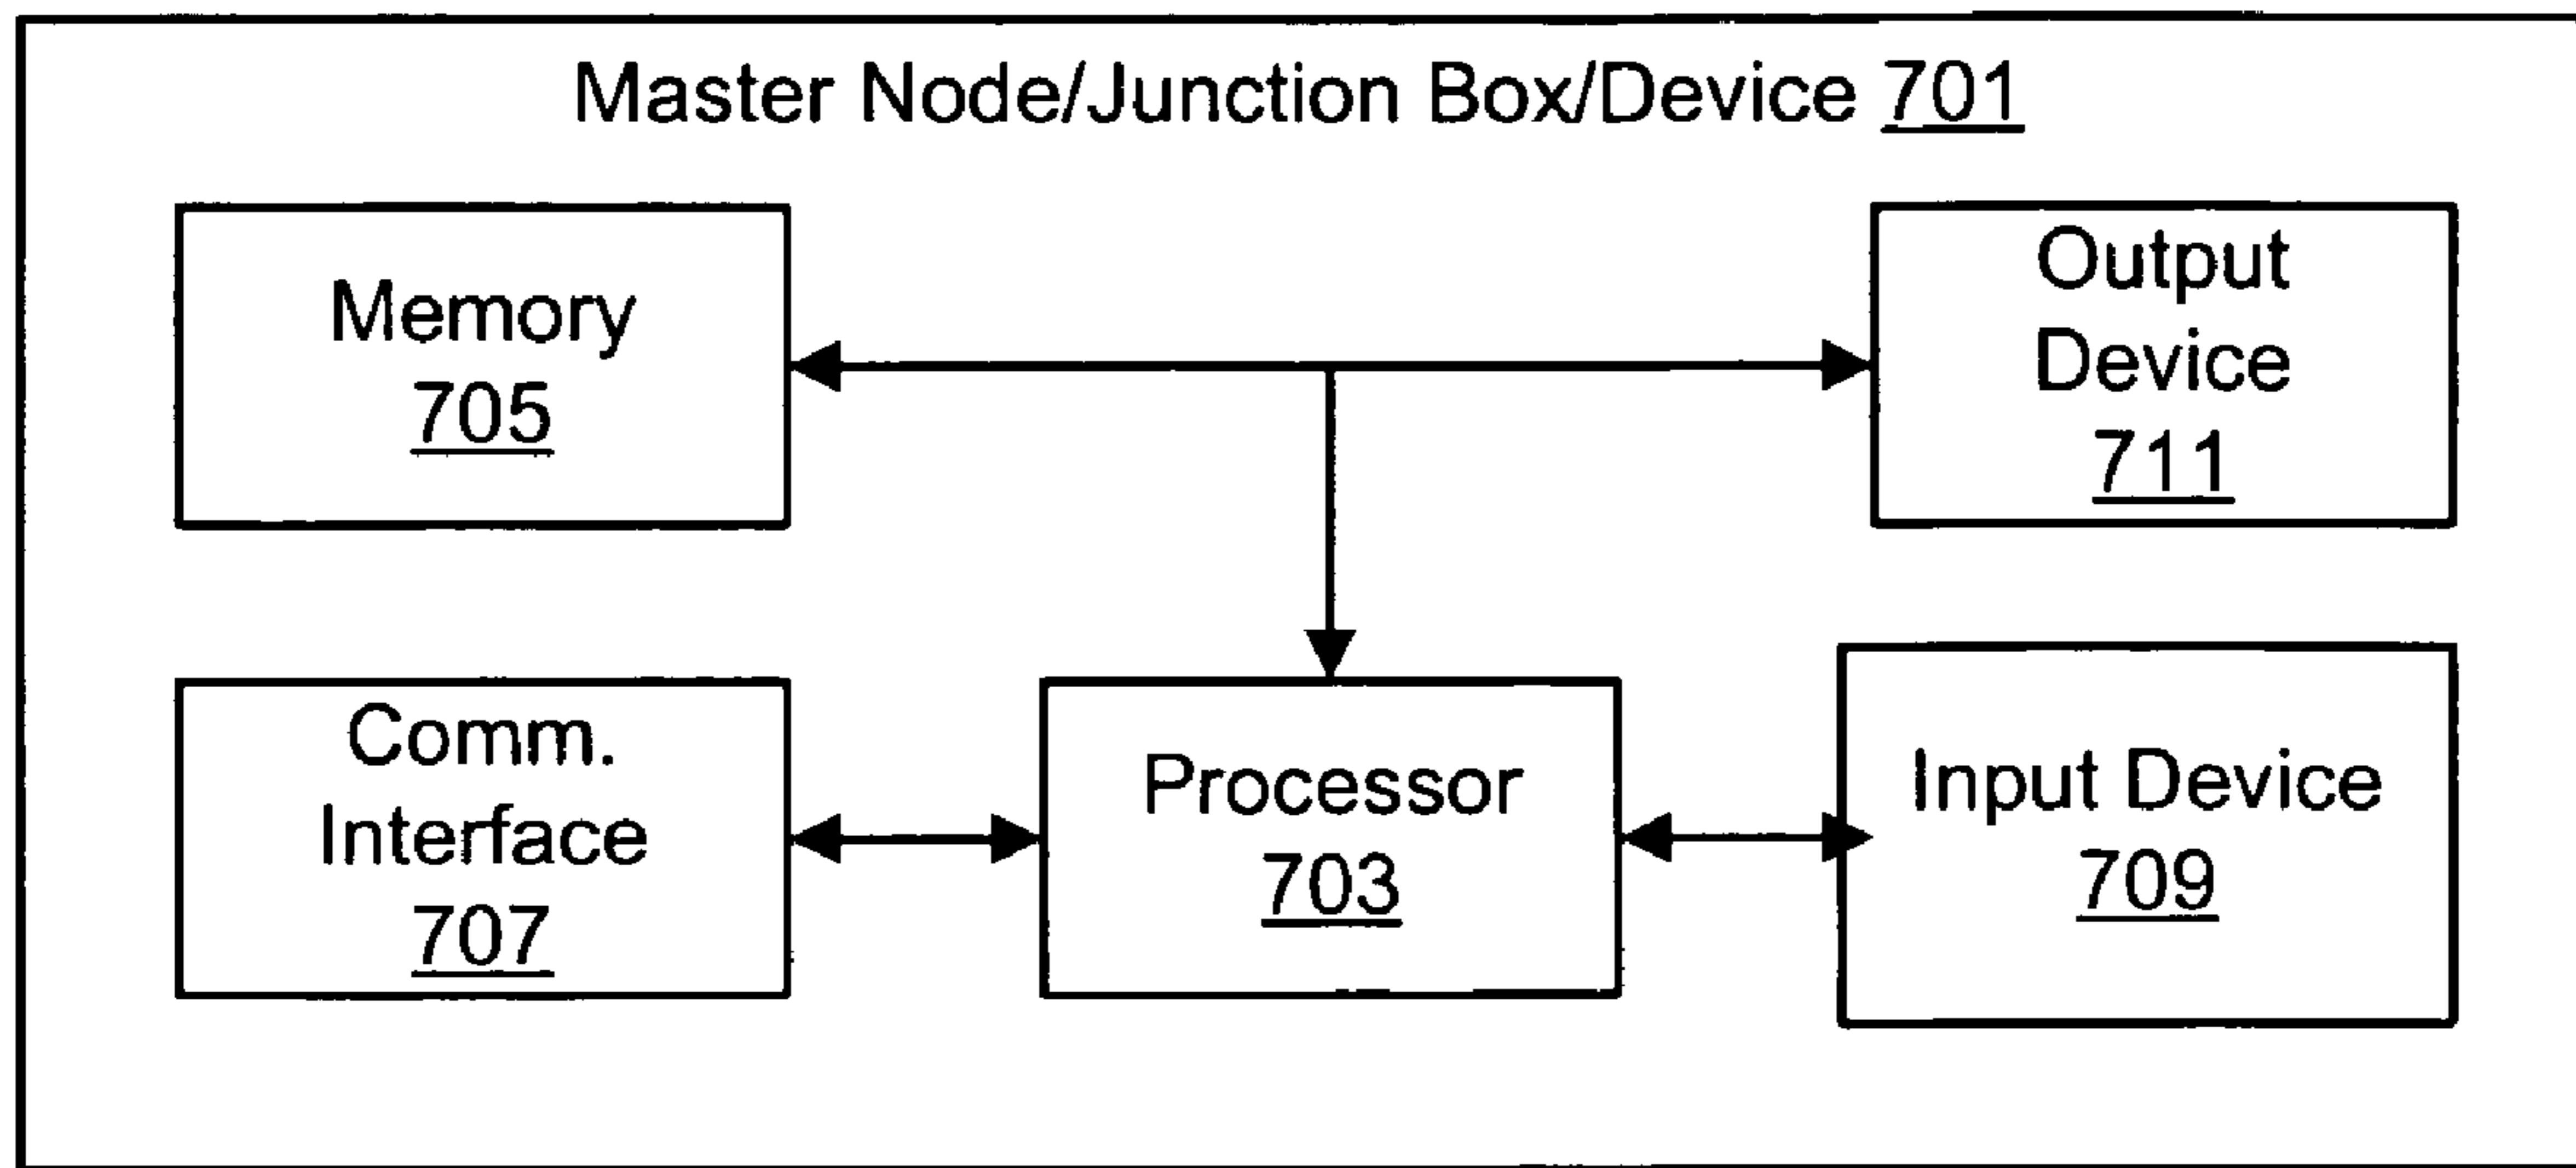 Master Node/Junction Box/Device 701
Memory
705
Output
Device
711
Comm.
Interface
707
Processor
703
Input Device
709